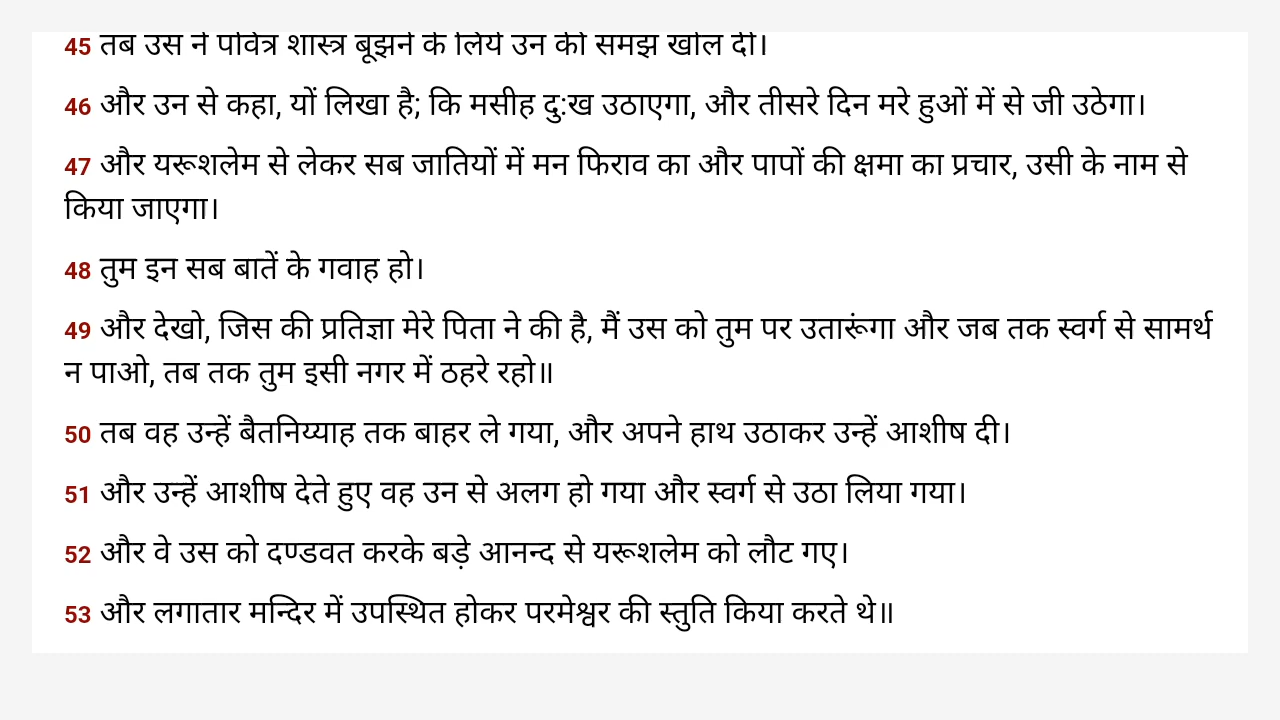 45 तब उस ने पवित्र शास्त्र बूझने के लिये उन की समझ खोल दी।
46 और उन से कहा, यों लिखा है; कि मसीह दु:ख उठाएगा, और तीसरे दिन मरे हुओं में से जी उठेगा।
47 और यरूशलेम से लेकर सब जातियों में मन फिराव का और पापों की क्षमा का प्रचार, उसी के नाम से
किया जाएगा।
48 तुम इन सब बातें के गवाह हो।
49 और देखो, जिस की प्रतिज्ञा मेरे पिता ने की है, मैं उस को तुम पर उतारूंगा और जब तक स्वर्ग से सामर्थ
न पाओ, तब तक तुम इसी नगर में ठहरे रहो॥
50 तब वह उन्हें बैतनिय्याह तक बाहर ले गया, और अपने हाथ उठाकर उन्हें आशीष दी।
51 और उन्हें आशीष देते हुए वह उन से अलग हो गया और स्वर्ग से उठा लिया गया।
52 और वे उस को दण्डवत करके बड़े आनन्द से यरूशलेम को लौट गए।
53 और लगातार मन्दिर में उपस्थित होकर परमेश्वर की स्तुति किया करते थे॥